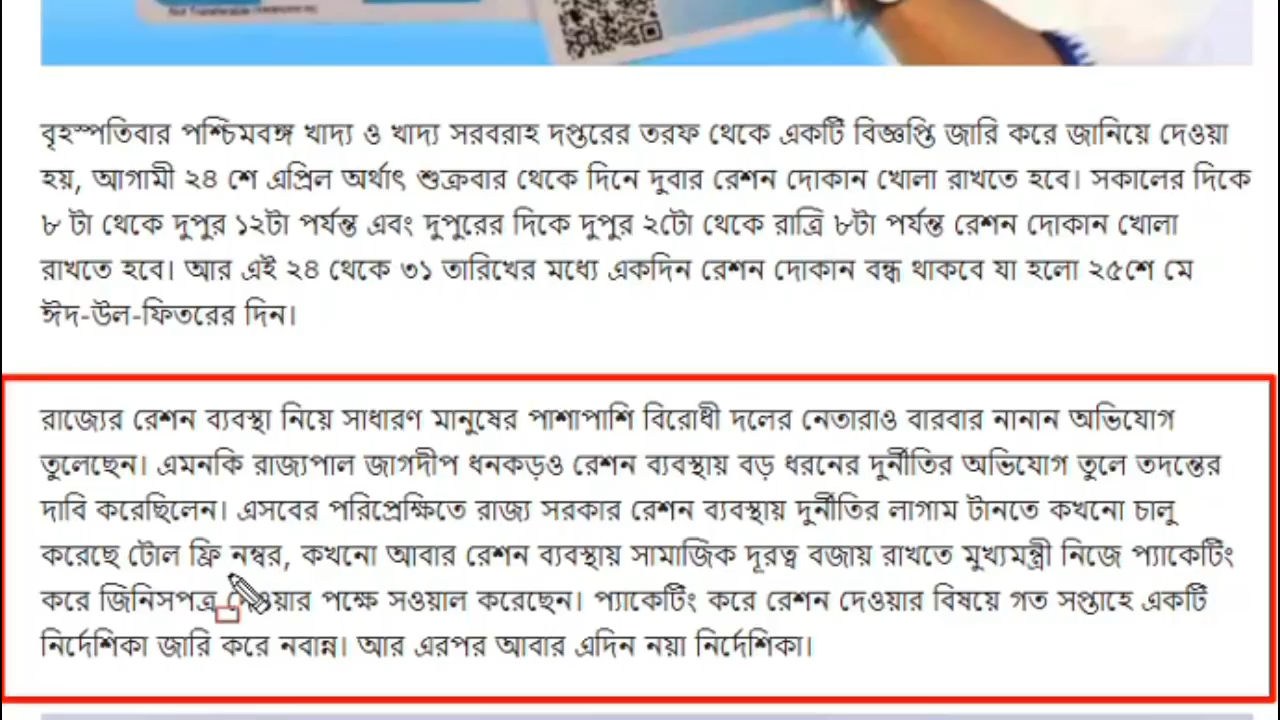 Not Transferable
বৃহস্পতিবার পশ্চিমবঙ্গ খাদ্য ও খাদ্য সরবরাহ দপ্তরের তরফ থেকে একটি বিজ্ঞপ্তি জারি করে জানিয়ে দেওয়া
হয়, আগামী ২৪ শে এপ্রিল অর্থাৎ শুক্রবার থেকে দিনে দুবার রেশন দোকান খোলা রাখতে হবে। সকালের দিকে
৮ টা থেকে দুপুর ১২টা পর্যন্ত এবং দুপুরের দিকে দুপুর ২টো থেকে রাত্রি ৮টা পর্যন্ত রেশন দোকান খোলা
রাখতে হবে। আর এই ২৪ থেকে ৩১ তারিখের মধ্যে একদিন রেশন দোকান বন্ধ থাকবে যা হলো ২৫শে মে
ঈদ-উল-ফিতরের দিন।
রাজ্যের রেশন ব্যবস্থা নিয়ে সাধারণ মানুষের পাশাপাশি বিরোধী দলের নেতারাও বারবার নানান অভিযোগ
তুলেছেন। এমনকি রাজ্যপাল জাগদীপ ধনকড়ও রেশন ব্যবস্থায় বড় ধরনের দুর্নীতির অভিযোগ তুলে তদন্তের
দাবি করেছিলেন। এসবের পরিপ্রেক্ষিতে রাজ্য সরকার রেশন ব্যবস্থায় দুর্নীতির লাগাম টানতে কখনো চালু
করেছে টোল ফ্রি নম্বর, কখনো আবার রেশন ব্যবস্থায় সামাজিক দূরত্ব বজায় রাখতে মুখ্যমন্ত্রী নিজে প্যাকেটিং
করে জিনিসপত্র পক্ষে সওয়াল করেছেন। প্যাকেটিং করে রেশন দেওয়ার বিষয়ে গত সপ্তাহে একটি
নির্দেশিকা জারি করে নবান্ন। আর এরপর আবার এদিন নয়া নির্দেশিকা।